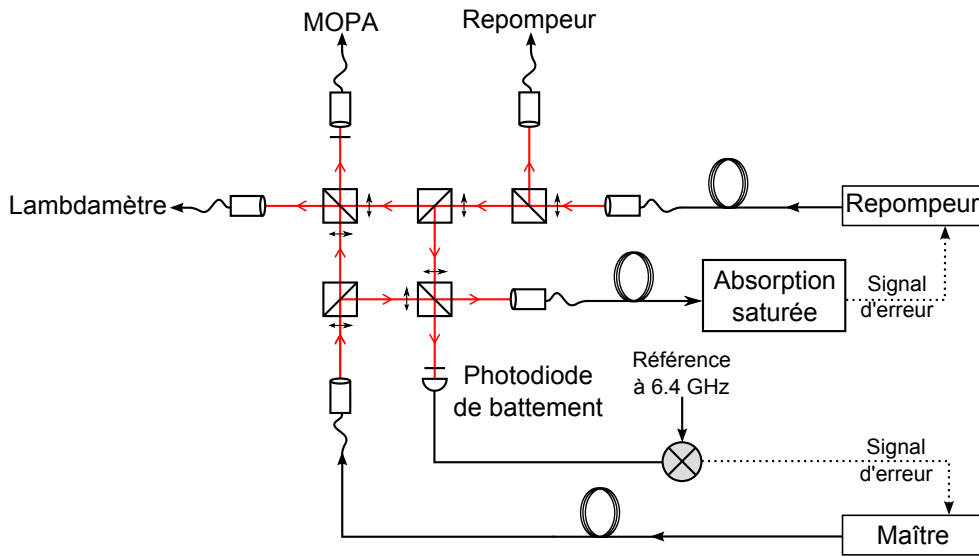 MOPA
Repompeur
Lambdamètre
Repompeur
Absorption
saturée
Signal
d'erreur
Photodiode
de battement
Référence
à 6.4 GHz
Signal
d'erreur
Maître